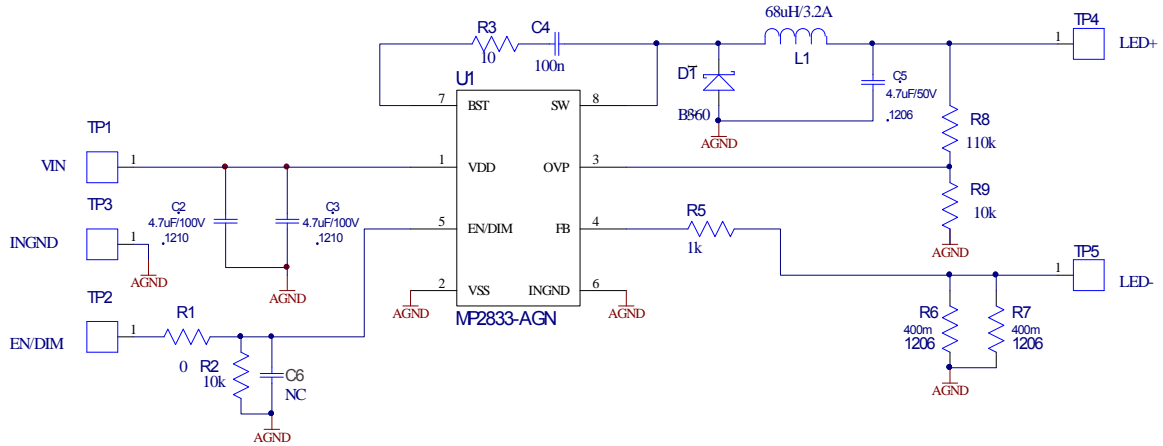 68uH/3.2A
R3
C4
TP4
10
100n
L1
1
LED+
U1
D1
C5
4.7uF/50V
.1206
7
BST
SW
8
B360
R8
110k
AGND
TP1
VIN
1
1
VDD
OVP
3
TP3
C2
4.7uF/100V
.1210
C3
4.7uF/100V
.1210
R9
10k
INGND
1
5
EN/DIM
FB
4
R5
1k
AGND
AGND
AGND
TP5
1
LED-
TP2
2
VSS
INGND
6
AGND
AGND
MP2833-AGN
R6
400m
1206
R7
400m
1206
EN/DIM
1
R1
0
R2
10k
C6
NC
AGND
AGND